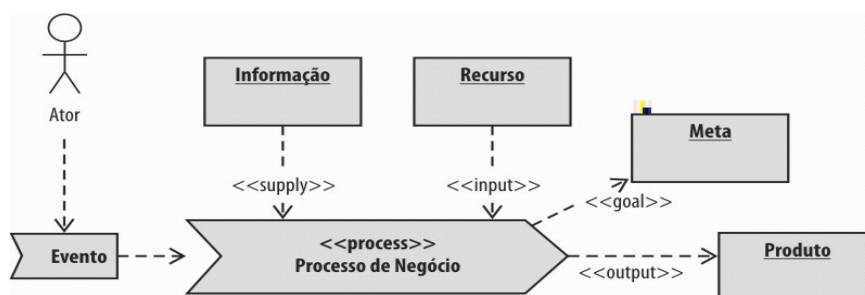 Informação
Recurso
Ator
Meta
<<supply>>
<<input>>
<<goal>>
Evento
<<process>>
Processo de Negócio
<<output>>
Produto